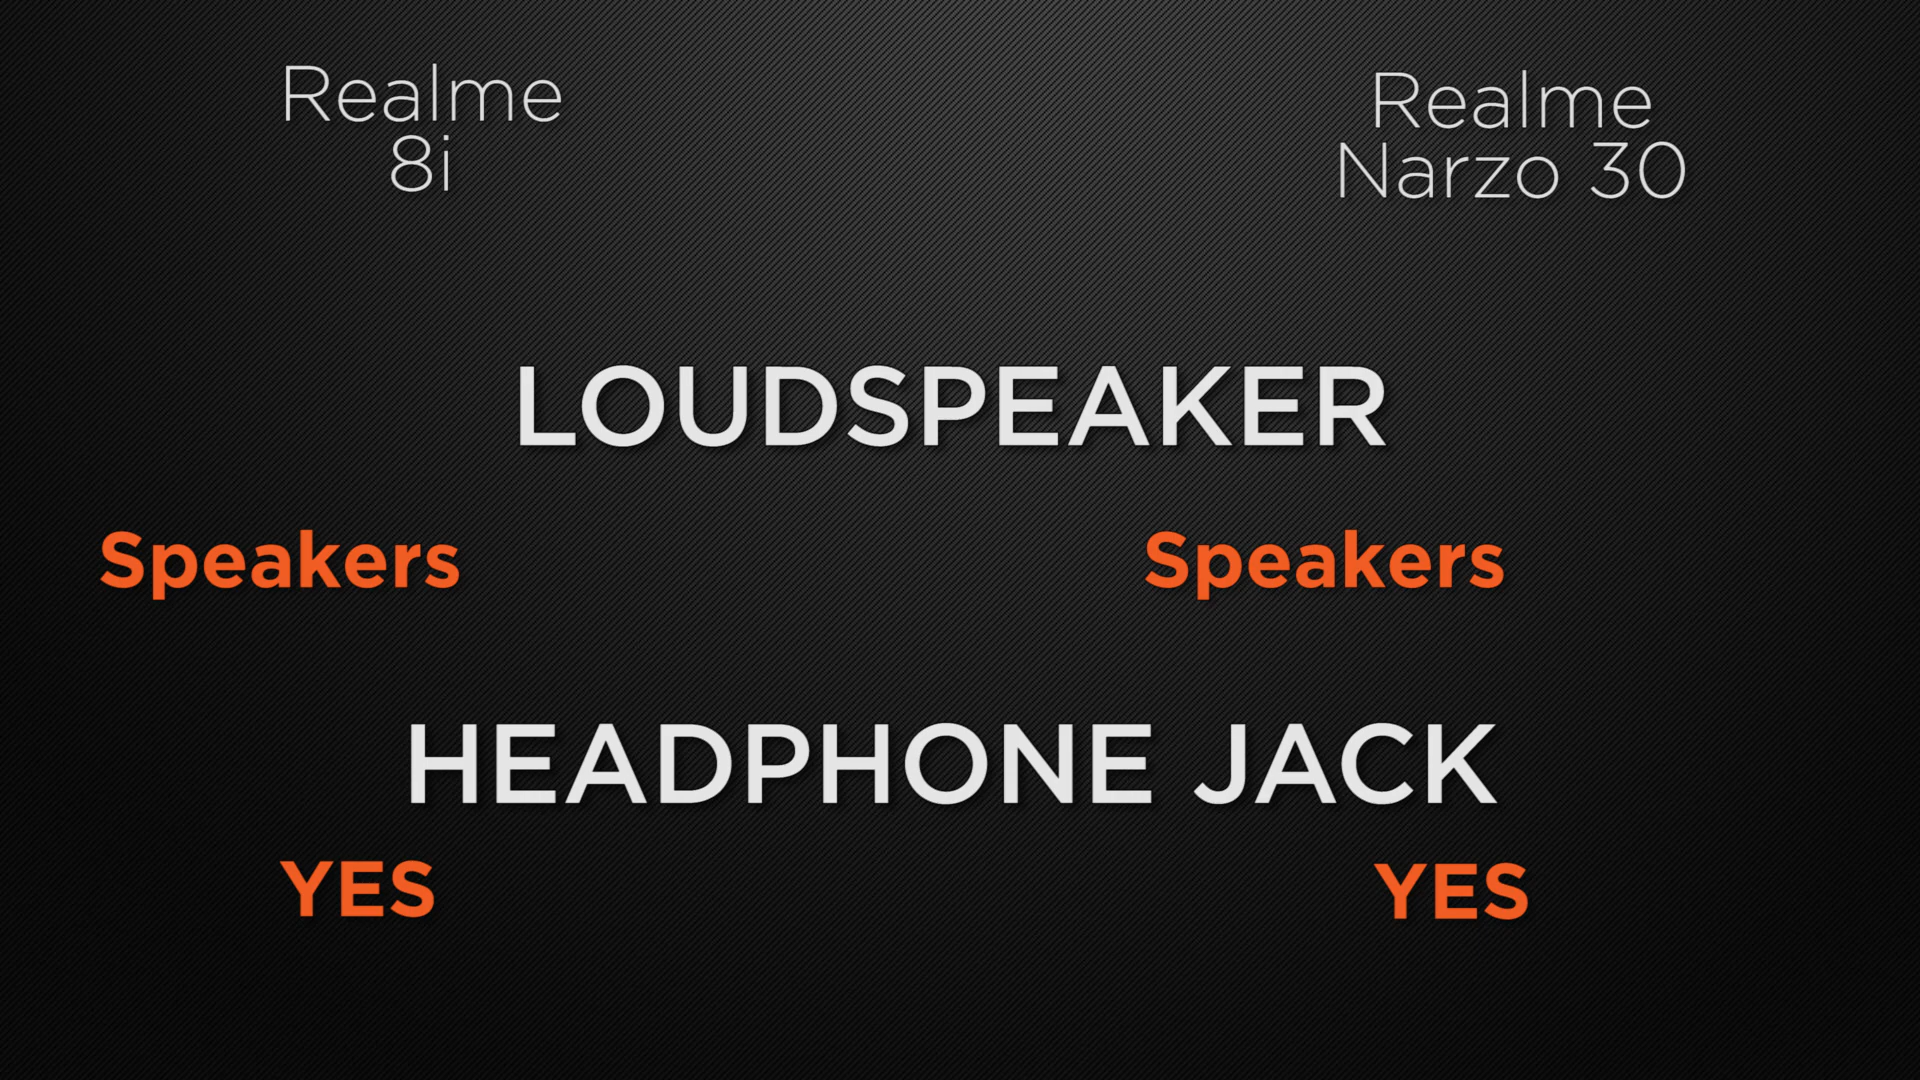 Realme
8i
Realme
Narzo 30
LOUDSPEAKER
Speakers
Speakers
HEADPHONE JACK
YES
YES